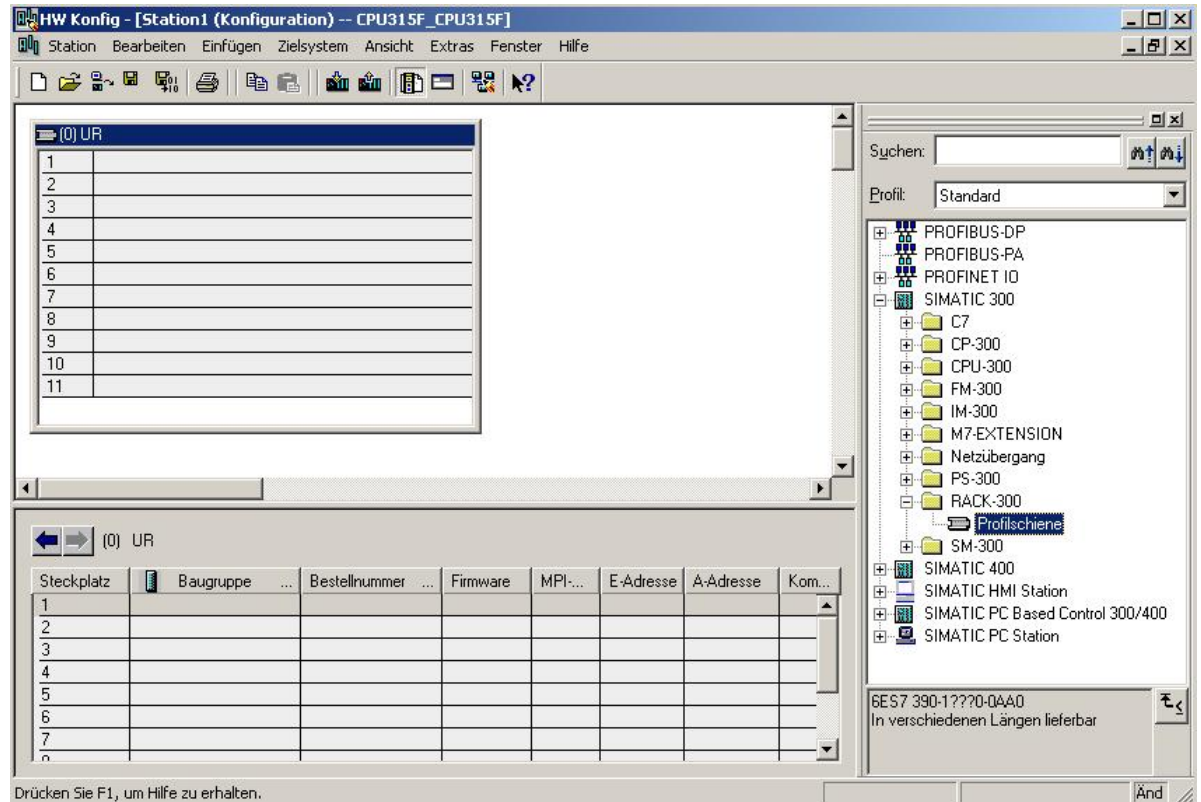 HW Konfig - [Station1 (Konfiguration) -- CPU315F_CPU315F]
Station Bearbeiten Einfügen Zielsystem Ansicht Extras Fenster Hilfe
(0) UR
1
2
3
4
5
6
7
8
9
10
11
Suchen:
Profil: Standard
PROFIBUS-DP
PROFIBUS-PA
PROFINET IO
SIMATIC 300
C7
CP-300
CPU-300
FM-300
IM-300
M7-EXTENSION
Netzübergang
PS-300
RACK-300
Profilschiene
SM-300
SIMATIC 400
SIMATIC HMI Station
SIMATIC PC Based Control 300/400
SIMATIC PC Station
6ES7 390-1???0-0AA0
In verschiedenen Längen lieferbar
(0) UR
Steckplatz Baugruppe ... Bestellnummer ... Firmware MPI-... E-Adresse A-Adresse Kom...
1
2
3
4
5
6
7
Drücken Sie F1, um Hilfe zu erhalten.
Änd